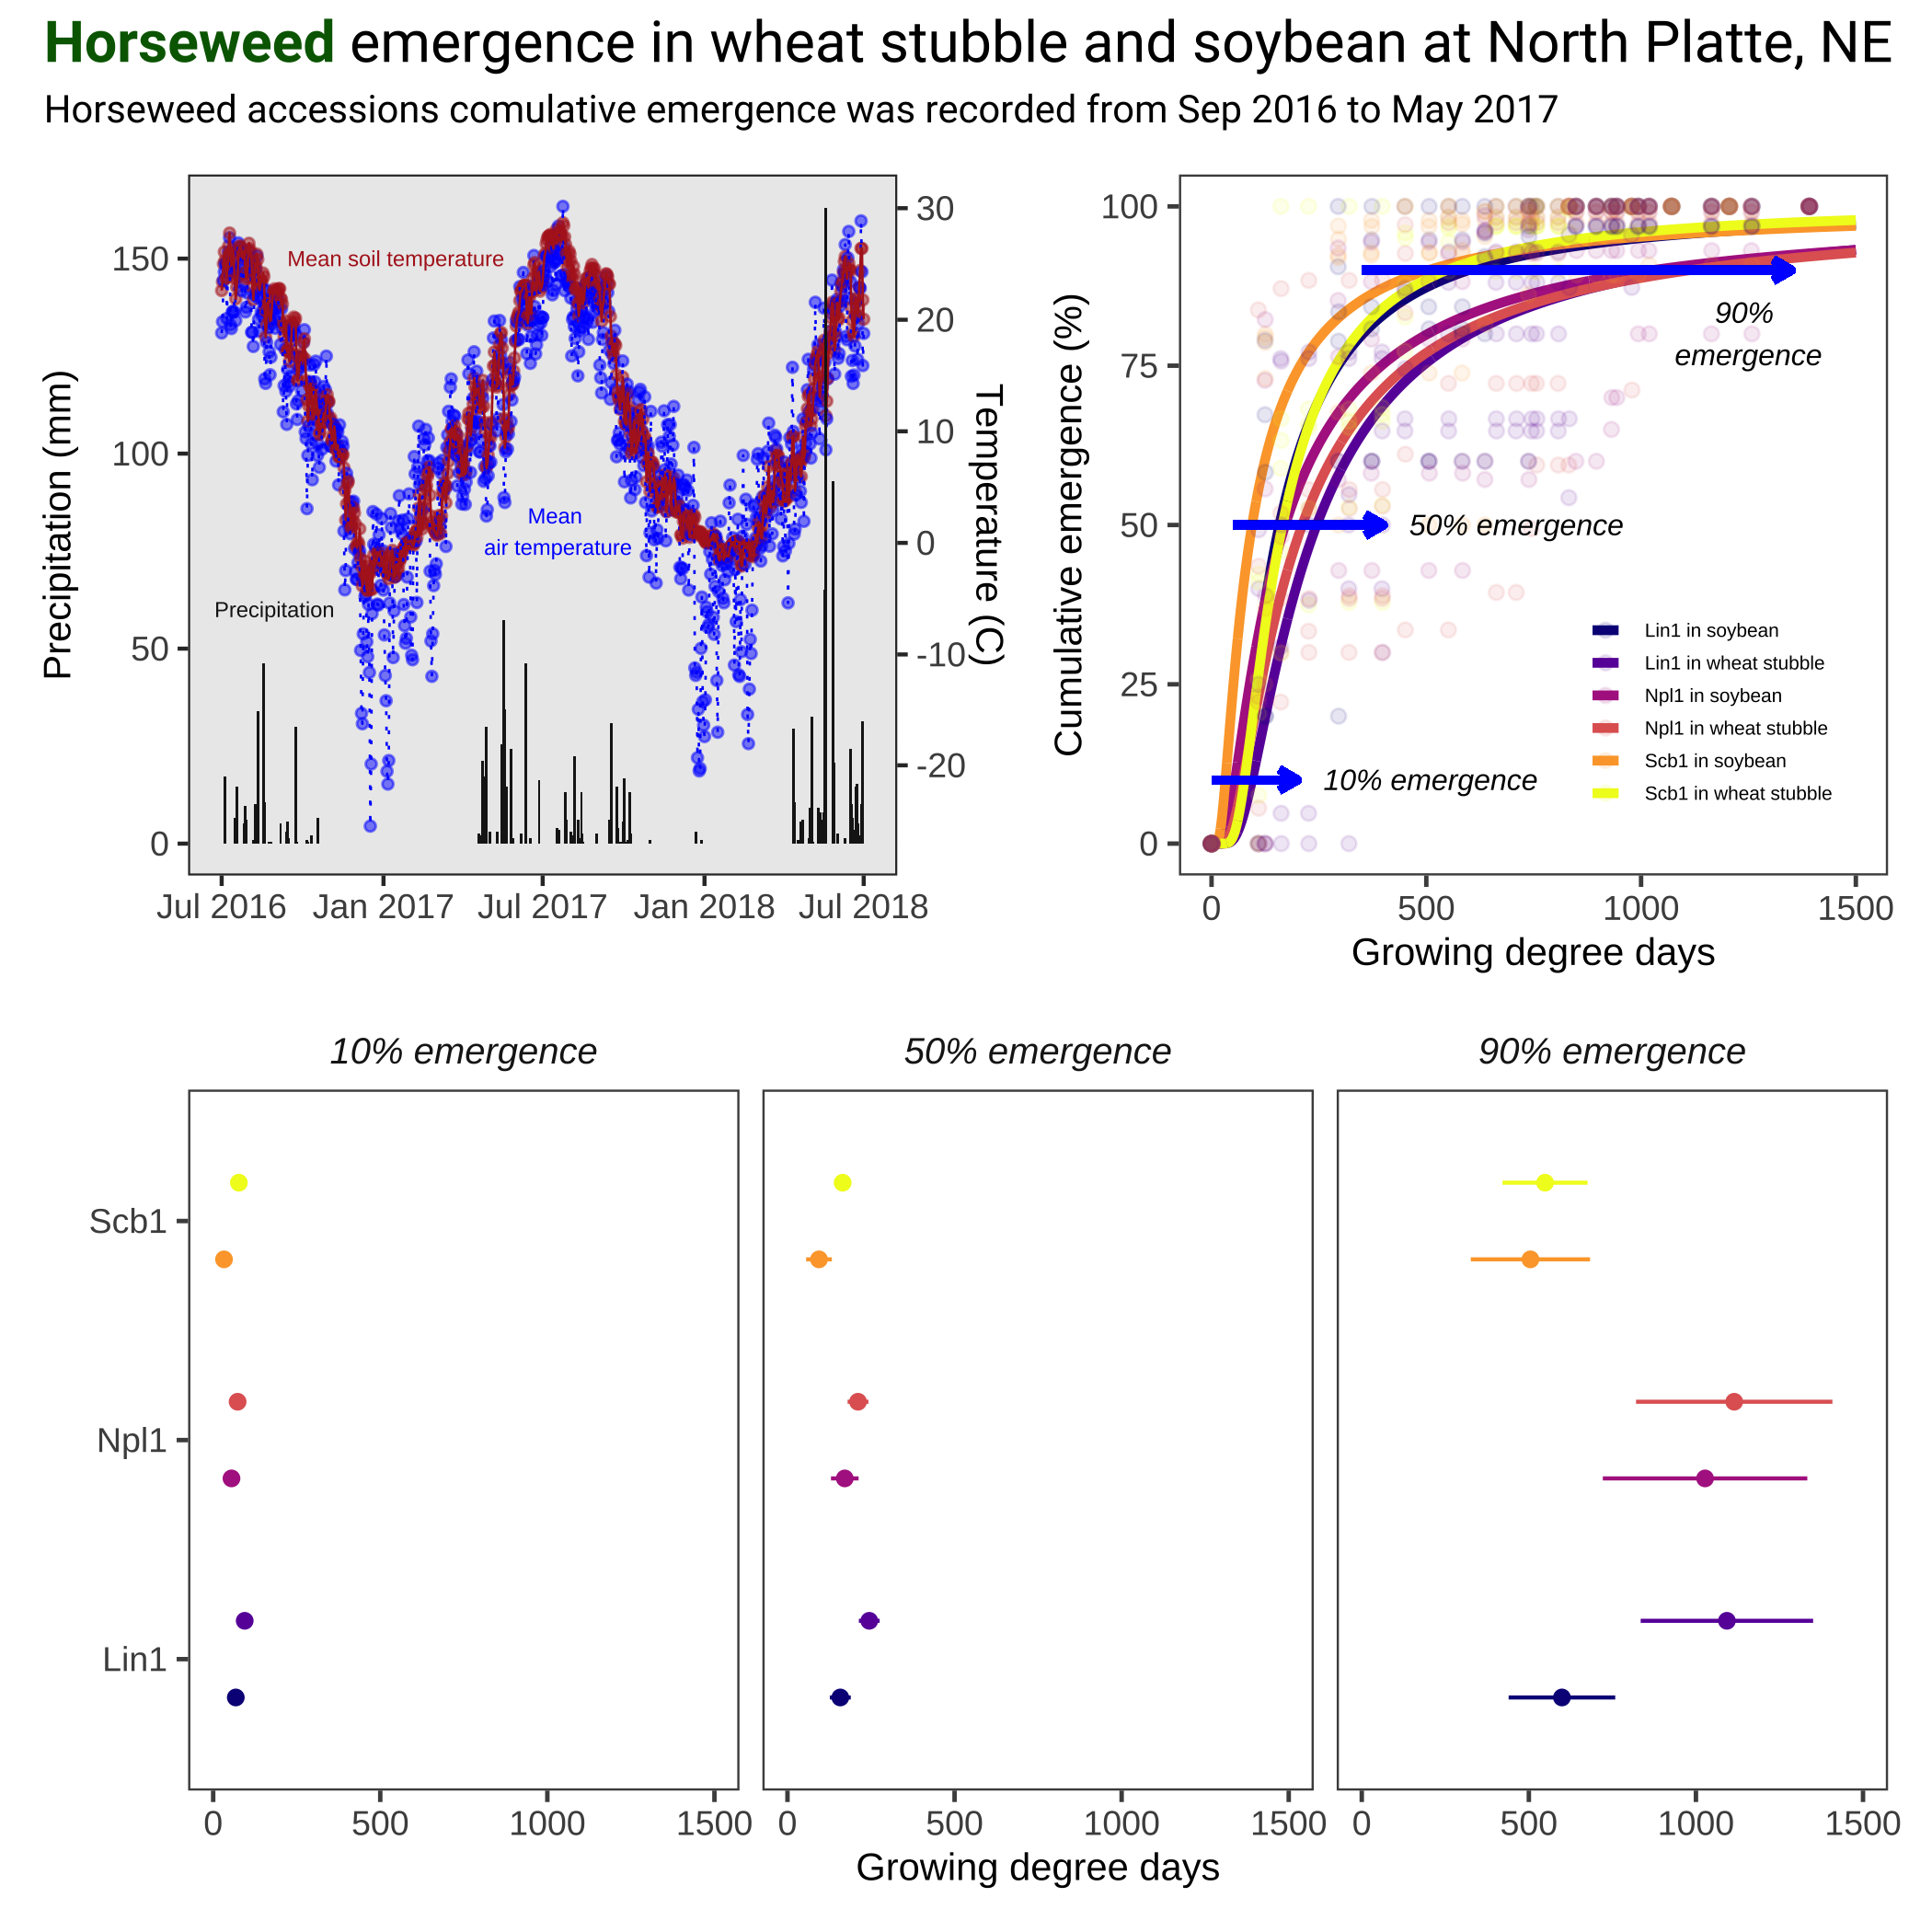 Horseweed emergence in wheat stubble and soybean at North Platte, NE
Horseweed accessions comulative emergence was recorded from Sep 2016 to May 2017
Precipitation (mm)
150
100
50
0
Mean soil temperature
Mean
air temperature
Precipitation
30
20
10
0
-10
-20
Temperature (C)
Jul 2016 Jan 2017 Jul 2017 Jan 2018 Jul 2018
Cumulative emergence (%)
100
75
50
25
0
90%
emergence
50% emergence
10% emergence
Lin1 in soybean
Lin1 in wheat stubble
Npl1 in soybean
Npl1 in wheat stubble
Scb1 in soybean
Scb1 in wheat stubble
0 500 1000 1500
Growing degree days
10% emergence 50% emergence 90% emergence
Scb1
Npl1
Lin1
0 500 1000 1500 0 500 1000 1500 0 500 1000 1500
Growing degree days